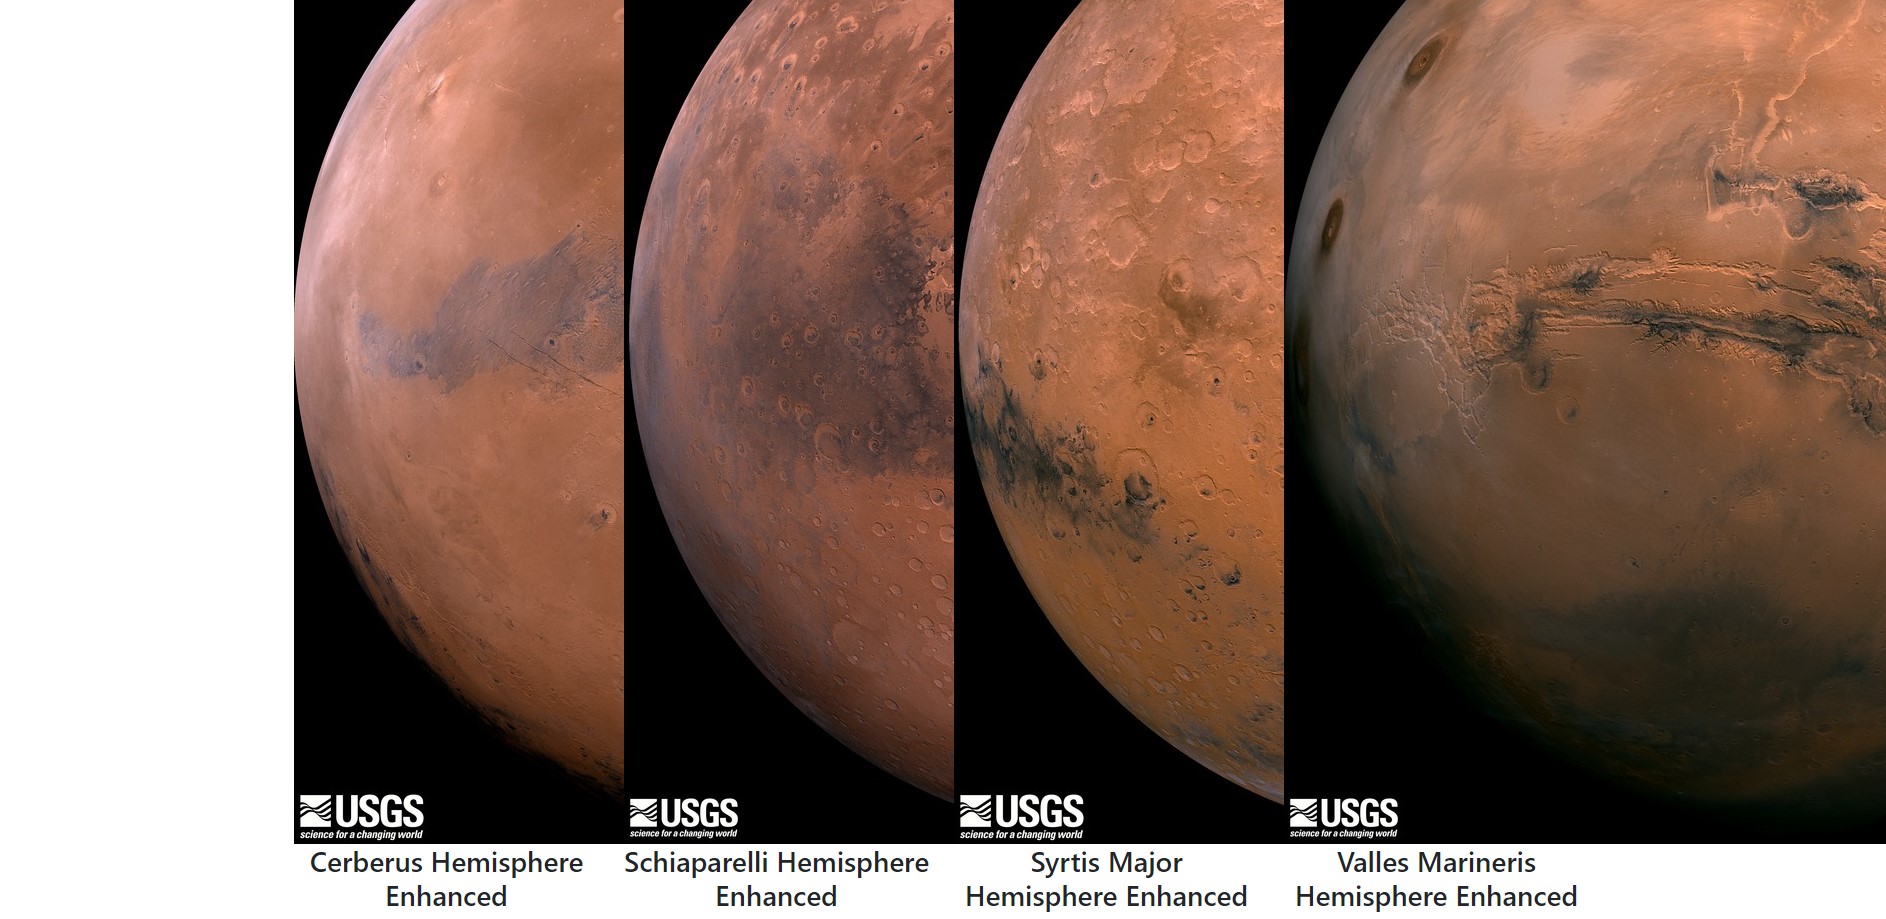 USGS
science for a changing world
USGS
science for a changing world
USGS
science for a changing world
USGS
science for a changing world
Cerberus Hemisphere
Enhanced
Schiaparelli Hemisphere
Enhanced
Syrtis Major
Hemisphere Enhanced
Valles Marineris
Hemisphere Enhanced